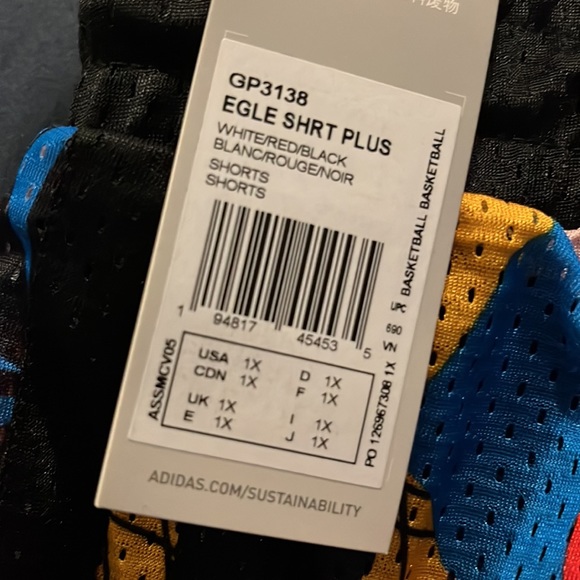 废物
GP3138
EGLE SHRT PLUS
WHITE/RED/BLACK
BLANC/ROUGE/NOIR
SHORTS
SHORTS
1 94817 45453 5
BASKETBALL BASKETBALL
UPC
690
VN
ASSMCV05
USA 1X D 1X
CDN 1X F 1X
UK 1X I 1X
E 1X J 1X
PO 126967308 1X
ADIDAS.COM/SUSTAINABILITY